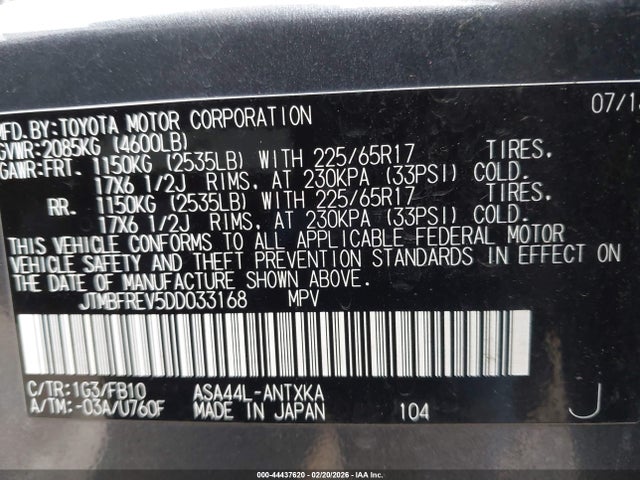 MFD.BY:TOYOTA MOTOR CORPORATION
GVWR:2085KG (4600LB)
GAWR:FRT. 1150KG (2535LB) WITH 225/65R17 TIRES.
17X6 1/2J RIMS, AT 230KPA (33PSI) COLD.
RR. 1150KG (2535LB) WITH 225/65R17 TIRES.
17X6 1/2J RIMS, AT 230KPA (33PSI) COLD.
THIS VEHICLE CONFORMS TO ALL APPLICABLE FEDERAL MOTOR
VEHICLE SAFETY AND THEFT PREVENTION STANDARDS IN EFFECT ON
THE DATE OF MANUFACTURE SHOWN ABOVE.
JTMBFREV5DD033168 MPV
C/TR:1G3/FB10 ASA44L-ANTXKA
A/TM:-03A/U760F MADE IN JAPAN 104 J
000-44437620 - 02/20/2026 - IAA Inc.